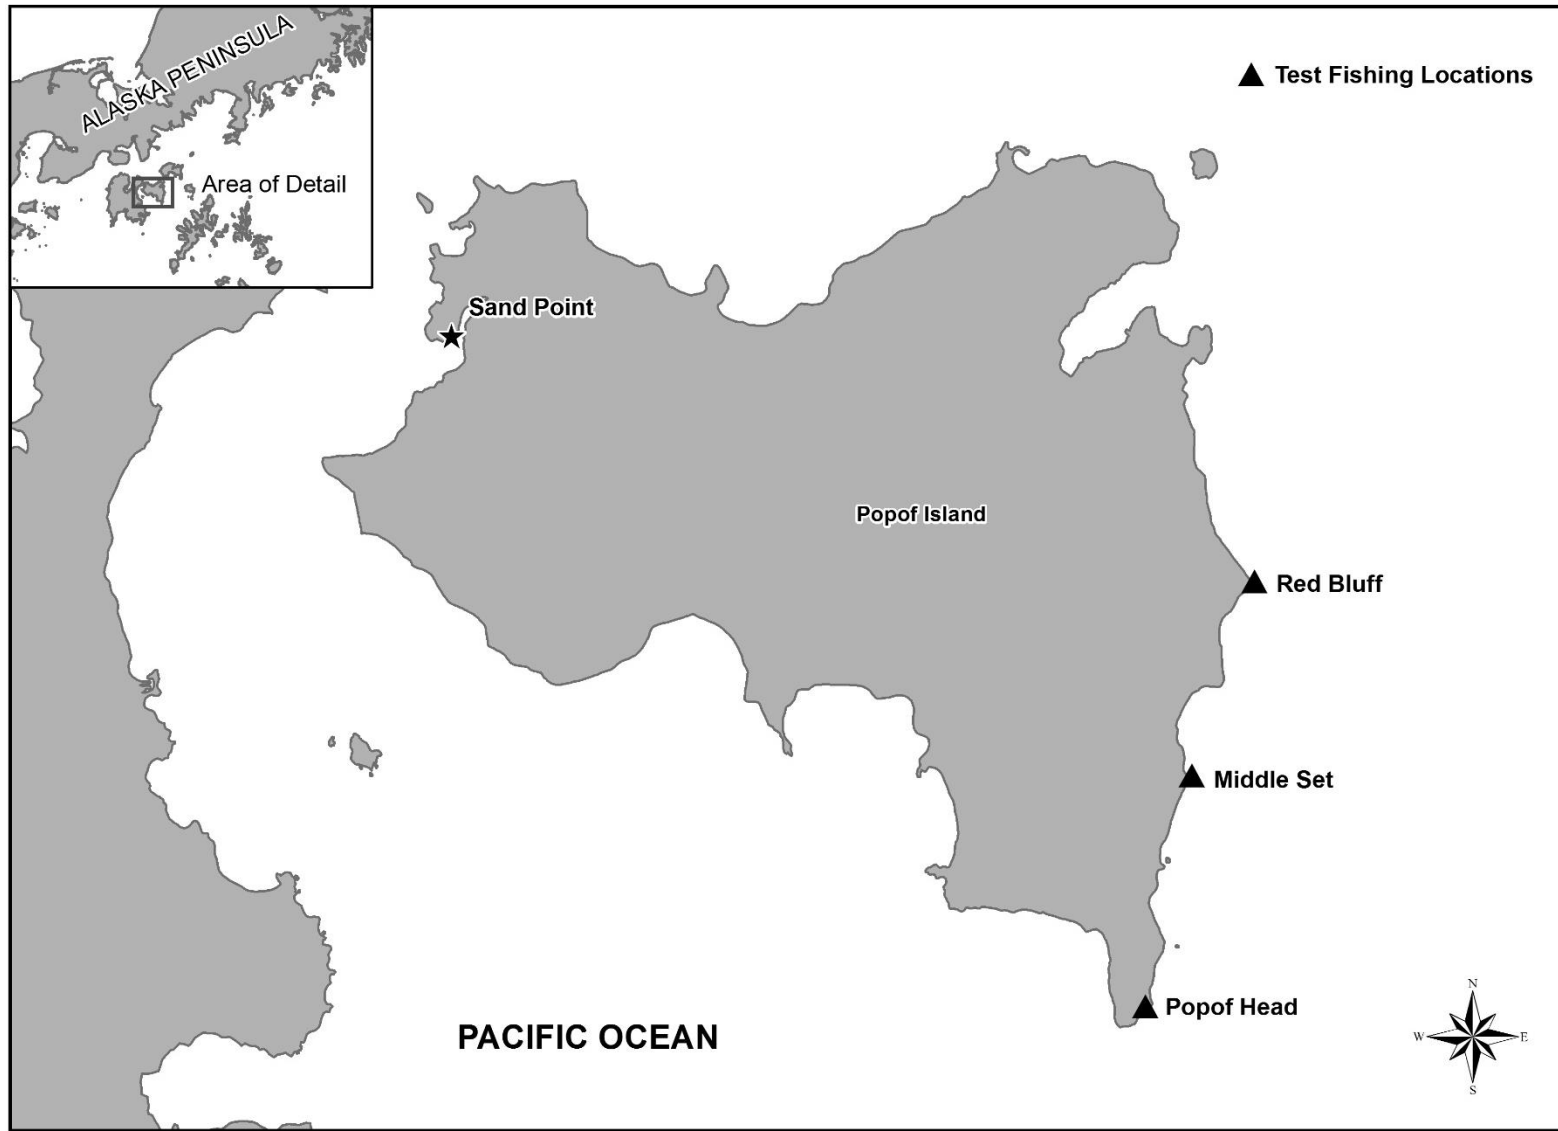 ALASKA PENINSULA
Area of Detail
Test Fishing Locations
Sand Point
Popof Island
Red Bluff
Middle Set
Popof Head
PACIFIC OCEAN
N
W E
S